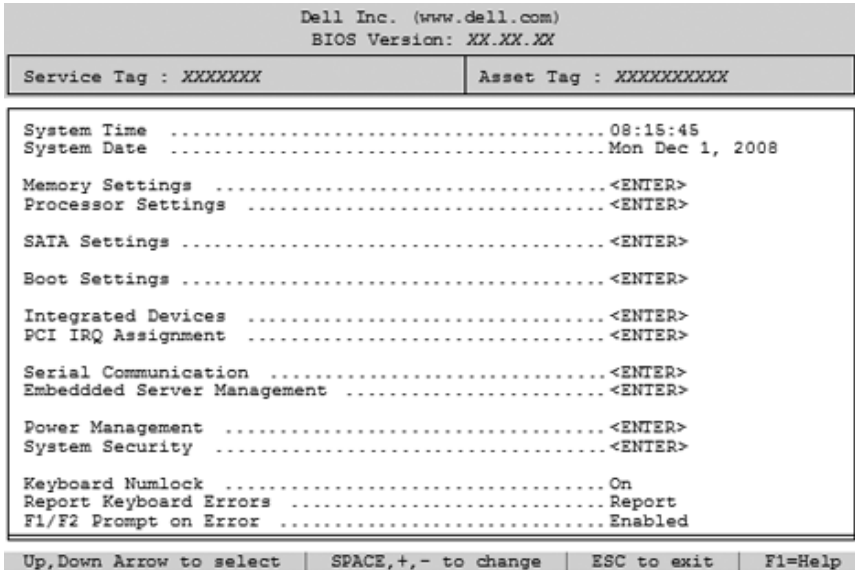 Dell Inc. (www.dell.com)
BIOS Version: XX.XX.XX
Service Tag : XXXXXXX Asset Tag : XXXXXXXXXX
System Time ........................................ 08:15:45
System Date ........................................ Mon Dec 1, 2008
Memory Settings .................................... <ENTER>
Processor Settings ................................. <ENTER>
SATA Settings ....................................... <ENTER>
Boot Settings ....................................... <ENTER>
Integrated Devices ................................. <ENTER>
PCI IRQ Assignment ................................. <ENTER>
Serial Communication ............................... <ENTER>
Embeddded Server Management ........................ <ENTER>
Power Management ................................... <ENTER>
System Security .................................... <ENTER>
Keyboard Numlock ................................... On
Report Keyboard Errors ............................. Report
F1/F2 Prompt on Error .............................. Enabled
Up,Down Arrow to select | SPACE,+,- to change | ESC to exit | F1=Help